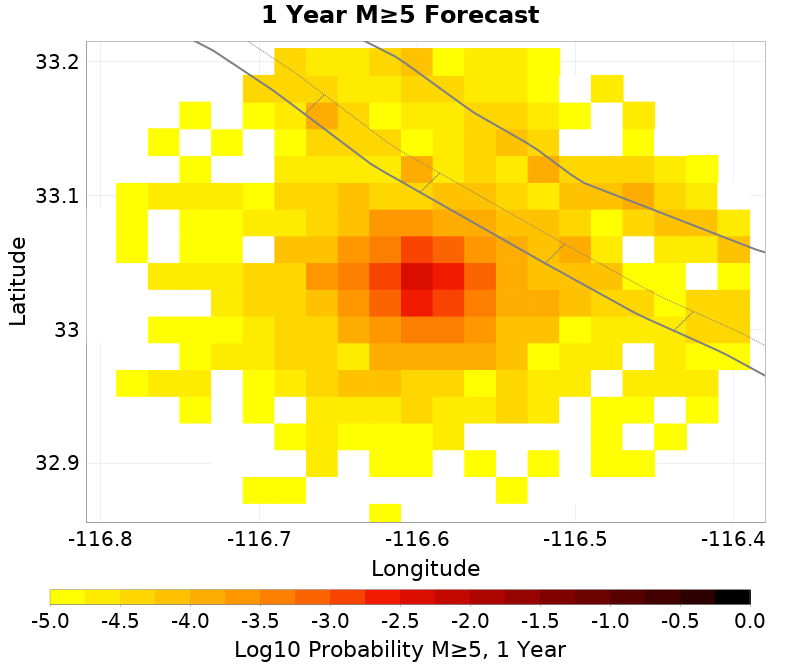 1 Year M≥5 Forecast
33.2
33.1
33
32.9
Latitude
-116.8 -116.7 -116.6 -116.5 -116.4
Longitude
-5.0 -4.5 -4.0 -3.5 -3.0 -2.5 -2.0 -1.5 -1.0 -0.5 0.0
Log10 Probability M≥5, 1 Year